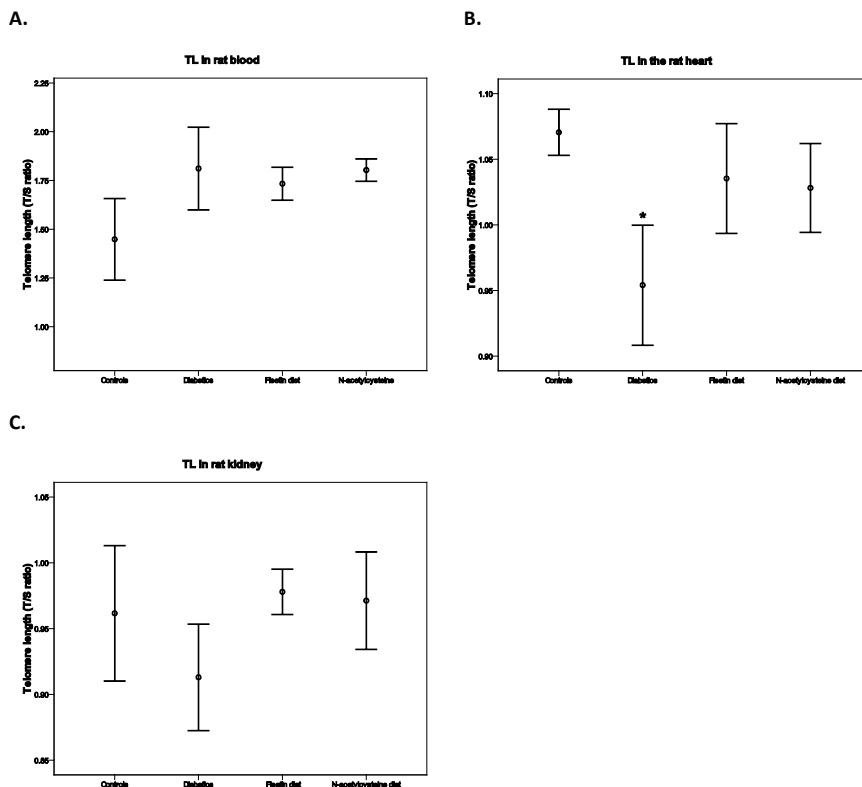 A.
TL in rat blood
Telomere length (T/S ratio)
2.25
2.00
1.75
1.50
1.25
1.00
Controls
Diabetics
Fisetin diet
N-acetylcysteine
B.
TL in the rat heart
Telomere length (T/S ratio)
1.10
1.05
1.00
0.95
0.90
*
Controls
Diabetics
Fisetin diet
N-acetylcysteine diet
C.
TL in rat kidney
Telomere length (T/S ratio)
1.05
1.00
0.95
0.90
0.85
Controls
Diabetics
Fisetin diet
N-acetylcysteine diet